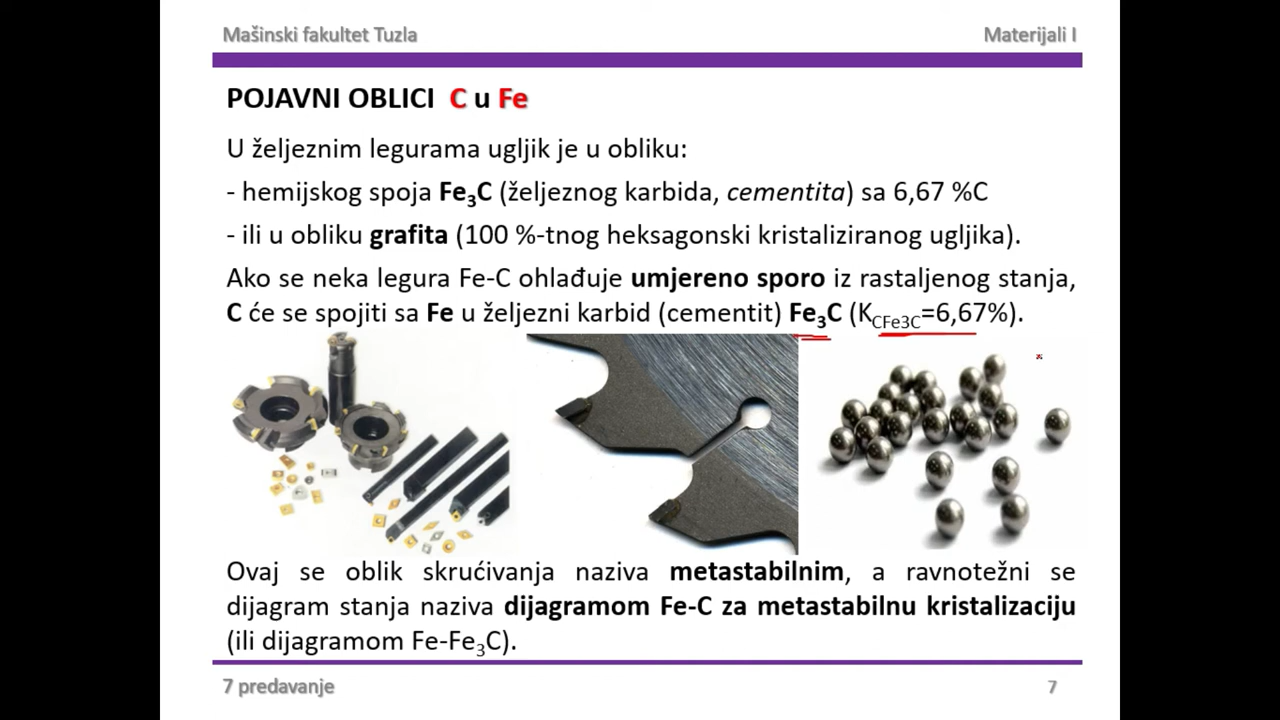 Mašinski fakultet Tuzla
Materijali I
POJAVNI OBLICI C u Fe
U željeznim legurama ugljik je u obliku:
- hemijskog spoja Fe₃C (željeznog karbida, cementita) sa 6,67 %C
- ili u obliku grafita (100 %-tnog heksagonski kristaliziranog ugljika).
Ako se neka legura Fe-C ohlađuje umjereno sporo iz rastaljenog stanja,
C će se spojiti sa Fe u željezni karbid (cementit) Fe₃C (KCFe3C=6,67%).
Ovaj se oblik skrućivanja naziva metastabilnim, a ravnotežni se
dijagram stanja naziva dijagramom Fe-C za metastabilnu kristalizaciju
(ili dijagramom Fe-Fe₃C).
7 predavanje
7